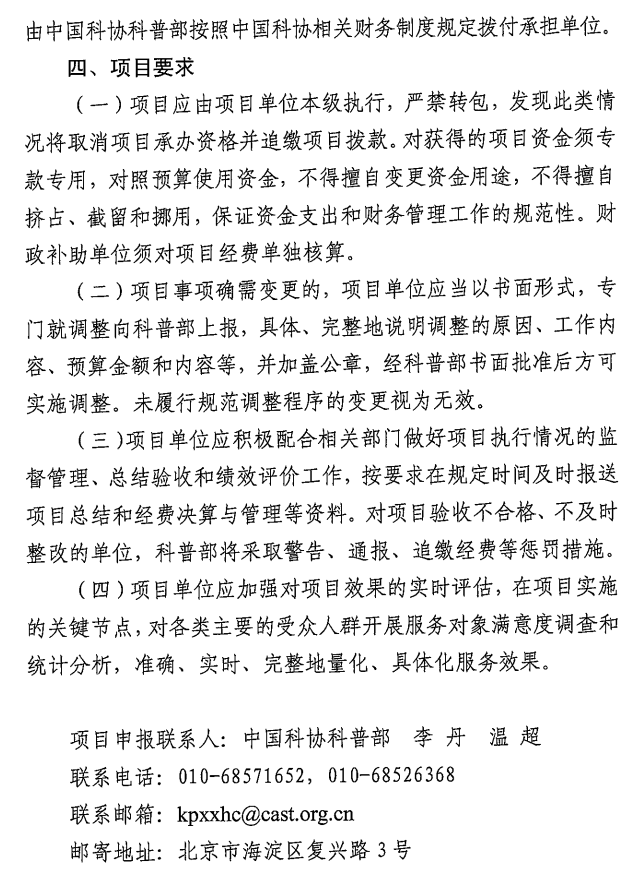 由中国科协科普部按照中国科协相关财务制度规定拨付承担单位。
四、项目要求
（一）项目应由项目单位本级执行，严禁转包，发现此类情
况将取消项目承办资格并追缴项目拨款。对获得的项目资金须专
款专用，对照预算使用资金，不得擅自变更资金用途，不得擅自
挤占、截留和挪用，保证资金支出和财务管理工作的规范性。财
政补助单位须对项目经费单独核算。
（二）项目事项确需变更的，项目单位应当以书面形式，专
门就调整向科普部上报，具体、完整地说明调整的原因、工作内
容、预算金额和内容等，并加盖公章，经科普部书面批准后方可
实施调整。未履行规范调整程序的变更视为无效。
（三）项目单位应积极配合相关部门做好项目执行情况的监
督管理、总结验收和绩效评价工作，按要求在规定时间及时报送
项目总结和经费决算与管理等资料。对项目验收不合格、不及时
整改的单位，科普部将采取警告、通报、追缴经费等惩罚措施。
（四）项目单位应加强对项目效果的实时评估，在项目实施
的关键节点，对各类主要的受众人群开展服务对象满意度调查和
统计分析，准确、实时、完整地量化、具体化服务效果。
项目申报联系人：中国科协科普部 李 丹 温 超
联系电话：010-68571652，010-68526368
联系邮箱：kpxxhc@cast.org.cn
邮寄地址：北京市海淀区复兴路 3 号